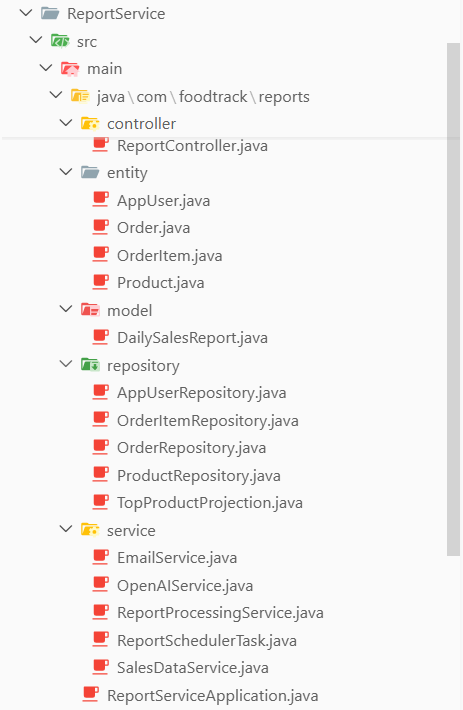 ReportService
src
main
java\com\foodtrack\reports
controller
ReportController.java
entity
AppUser.java
Order.java
OrderItem.java
Product.java
model
DailySalesReport.java
repository
AppUserRepository.java
OrderItemRepository.java
OrderRepository.java
ProductRepository.java
TopProductProjection.java
service
EmailService.java
OpenAIService.java
ReportProcessingService.java
ReportSchedulerTask.java
SalesDataService.java
ReportServiceApplication.java